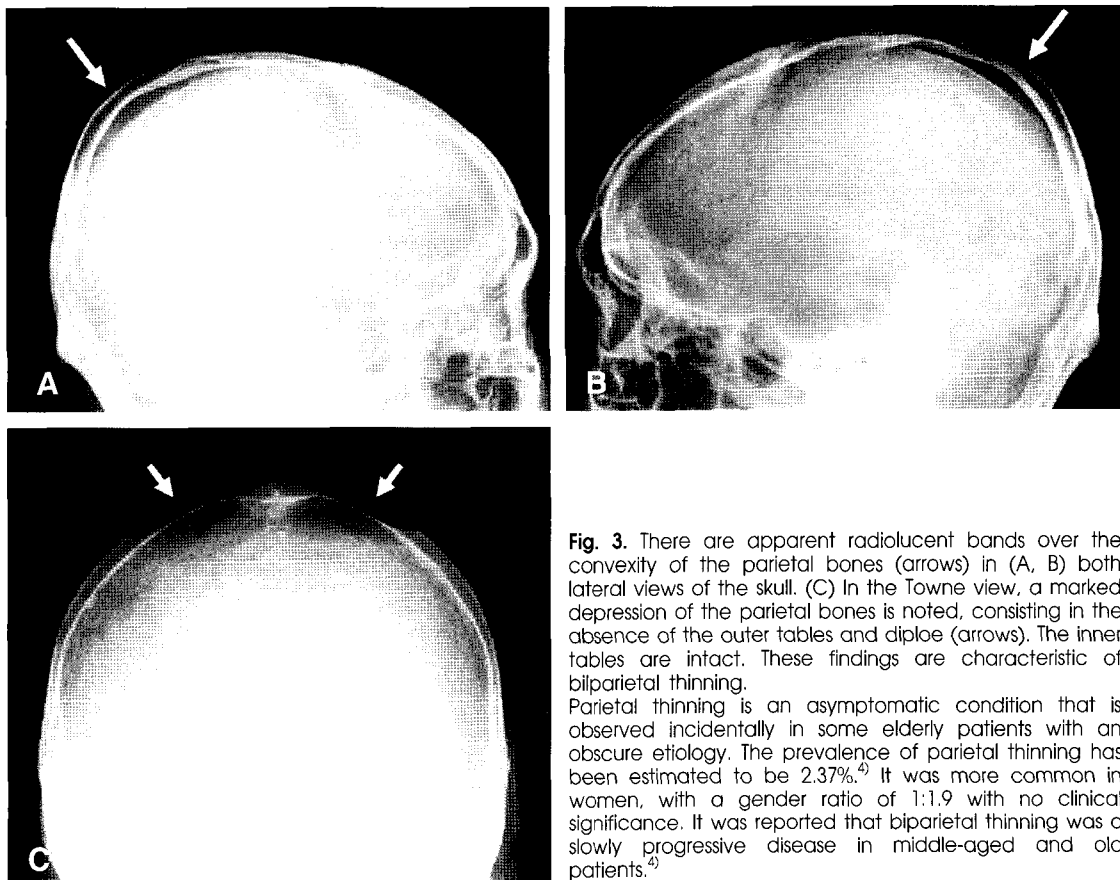 A
B
C
Fig. 3. There are apparent radiolucent bands over the
convexity of the parietal bones (arrows) in (A, B) both
lateral views of the skull. (C) In the Towne view, a marked
depression of the parietal bones is noted, consisting in the
absence of the outer tables and diploe (arrows). The inner
tables are intact. These findings are characteristic of
bilparietal thinning.
Parietal thinning is an asymptomatic condition that is
observed incidentally in some elderly patients with an
obscure etiology. The prevalence of parietal thinning has
been estimated to be 2.37%.4) It was more common in
women, with a gender ratio of 1:1.9 with no clinical
significance. It was reported that biparietal thinning was a
slowly progressive disease in middle-aged and old
patients.4)